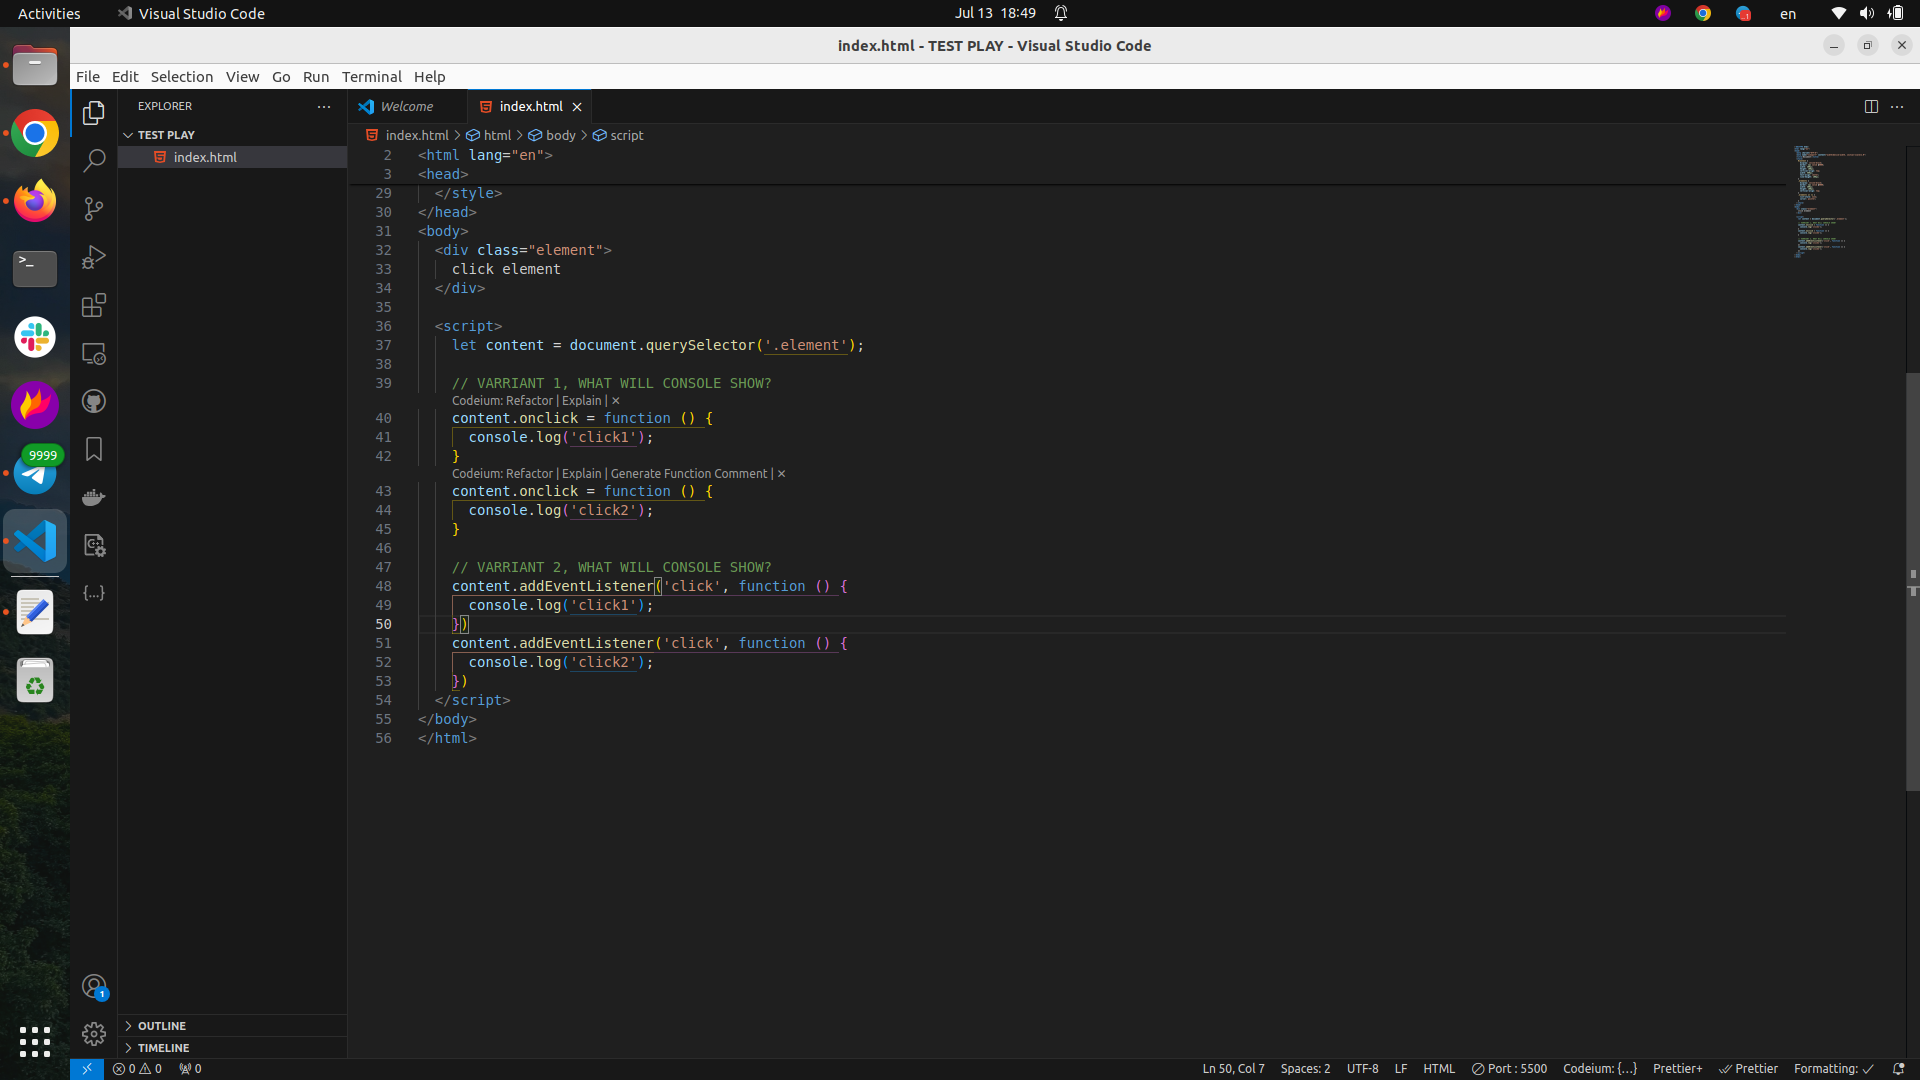 Activities
Visual Studio Code
Jul 13 18:49
en
index.html - TEST PLAY - Visual Studio Code
File Edit Selection View Go Run Terminal Help
EXPLORER
Welcome
index.html
TEST PLAY
index.html
index.html > html > body > script
2 <html lang="en">
3 <head>
29 </style>
30 </head>
31 <body>
32 <div class="element">
33 click element
34 </div>
35
36 <script>
37 let content = document.querySelector('.element');
38
39 // VARRIANT 1, WHAT WILL CONSOLE SHOW?
Codeium: Refactor | Explain | ✕
40 content.onclick = function () {
41 console.log('click1');
42 }
Codeium: Refactor | Explain | Generate Function Comment | ✕
43 content.onclick = function () {
44 console.log('click2');
45 }
46
47 // VARRIANT 2, WHAT WILL CONSOLE SHOW?
48 content.addEventListener('click', function () {
49 console.log('click1');
50 })
51 content.addEventListener('click', function () {
52 console.log('click2');
53 })
54 </script>
55 </body>
56 </html>
9999
1
OUTLINE
TIMELINE
0 0 0
Ln 50, Col 7 Spaces: 2 UTF-8 LF HTML Port : 5500 Codeium: {...} Prettier+ Prettier Formatting: ✓